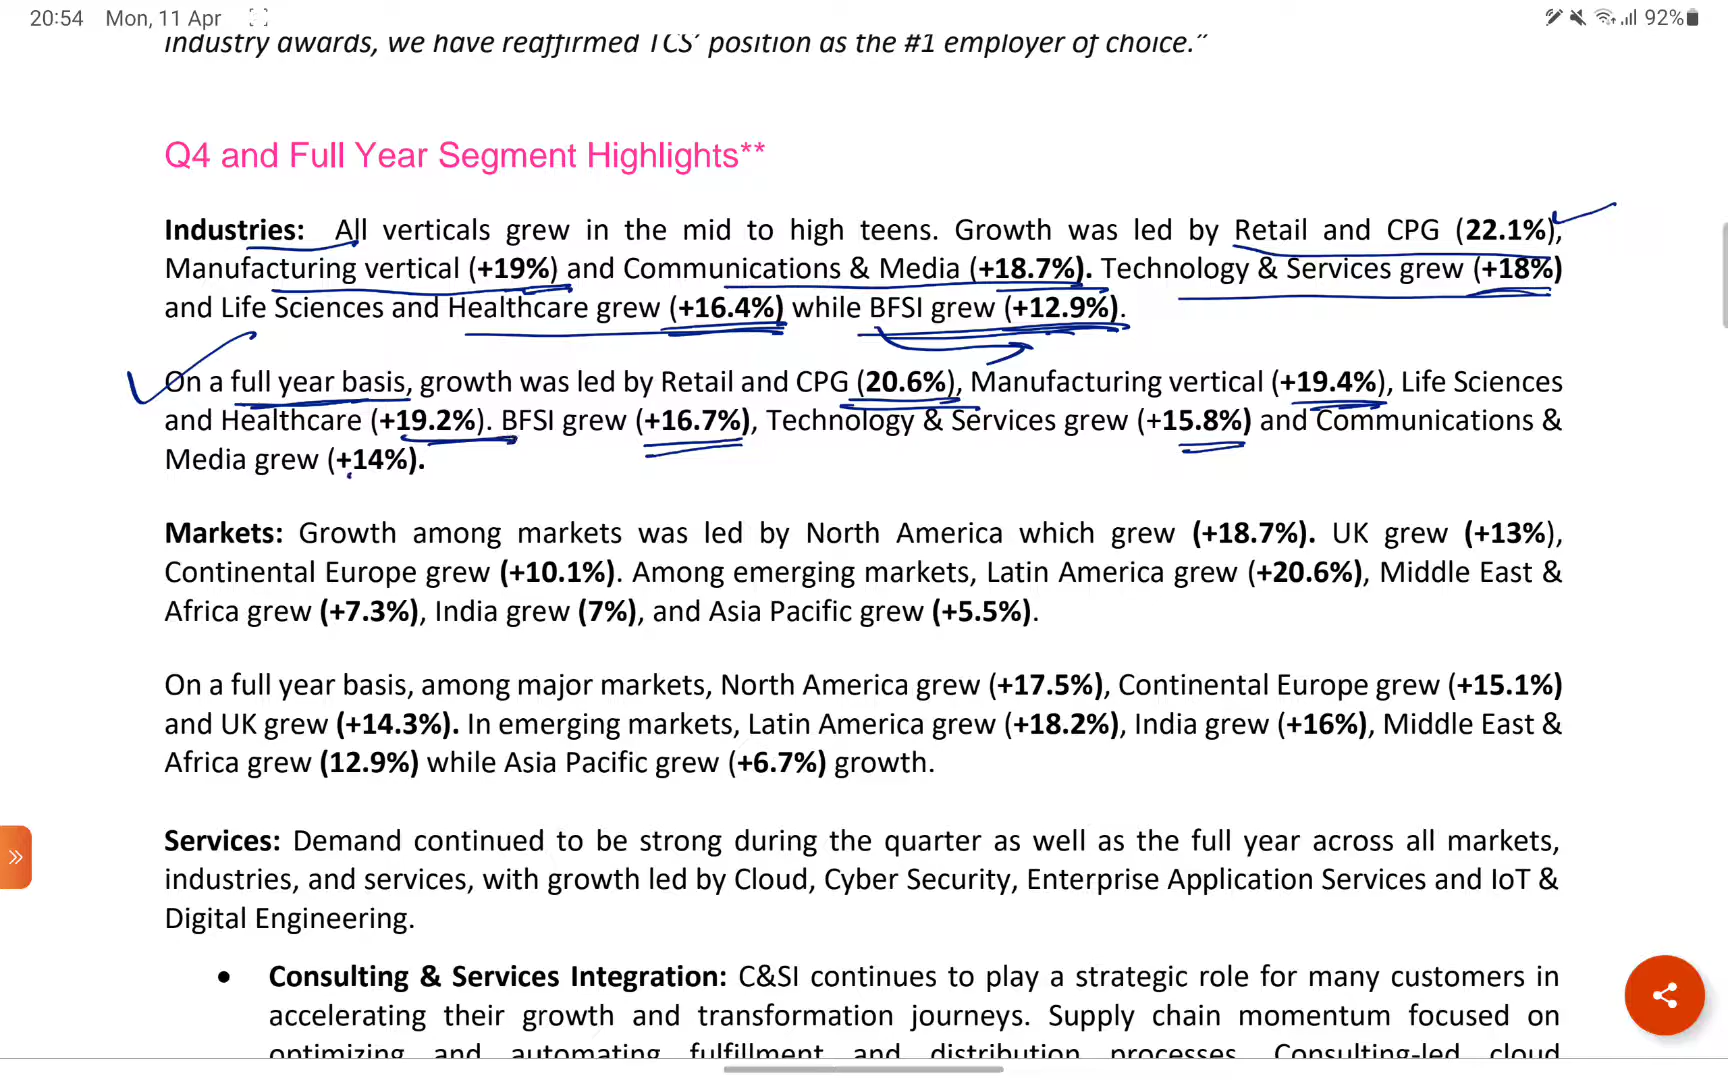 20:54 Mon, 11 Apr
92%
industry awards, we have reaffirmed TCS’ position as the #1 employer of choice.”
Q4 and Full Year Segment Highlights**
Industries: All verticals grew in the mid to high teens. Growth was led by Retail and CPG (22.1%),
Manufacturing vertical (+19%) and Communications & Media (+18.7%). Technology & Services grew (+18%)
and Life Sciences and Healthcare grew (+16.4%) while BFSI grew (+12.9%).
On a full year basis, growth was led by Retail and CPG (20.6%), Manufacturing vertical (+19.4%), Life Sciences
and Healthcare (+19.2%). BFSI grew (+16.7%), Technology & Services grew (+15.8%) and Communications &
Media grew (+14%).
Markets: Growth among markets was led by North America which grew (+18.7%). UK grew (+13%),
Continental Europe grew (+10.1%). Among emerging markets, Latin America grew (+20.6%), Middle East &
Africa grew (+7.3%), India grew (7%), and Asia Pacific grew (+5.5%).
On a full year basis, among major markets, North America grew (+17.5%), Continental Europe grew (+15.1%)
and UK grew (+14.3%). In emerging markets, Latin America grew (+18.2%), India grew (+16%), Middle East &
Africa grew (12.9%) while Asia Pacific grew (+6.7%) growth.
Services: Demand continued to be strong during the quarter as well as the full year across all markets,
industries, and services, with growth led by Cloud, Cyber Security, Enterprise Application Services and IoT &
Digital Engineering.
• Consulting & Services Integration: C&SI continues to play a strategic role for many customers in
accelerating their growth and transformation journeys. Supply chain momentum focused on
optimizing and automating fulfillment and distribution processes. Consulting-led cloud